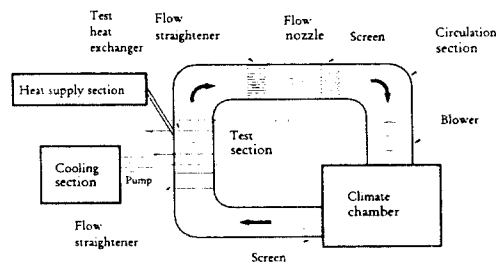 Test
heat
exchanger
Flow
straightener
Flow
nozzle
Screen
Circulation
section
Heat supply section
Blower
Test
section
Cooling
section
Pump
Climate
chamber
Flow
straightener
Screen